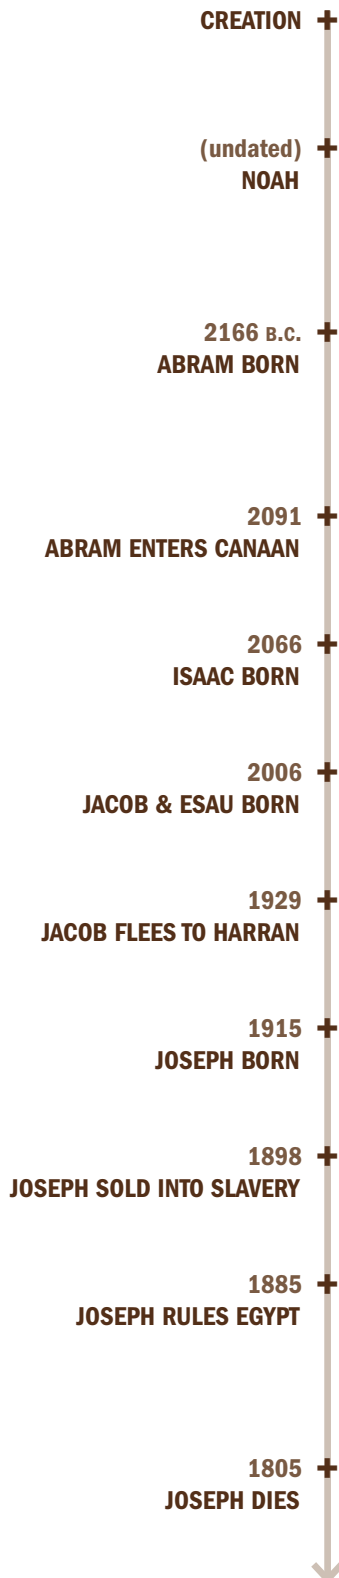 CREATION
(undated)
NOAH
2166 B.C.
ABRAM BORN
2091
ABRAM ENTERS CANAAN
2066
ISAAC BORN
2006
JACOB & ESAU BORN
1929
JACOB FLEES TO HARRAN
1915
JOSEPH BORN
1898
JOSEPH SOLD INTO SLAVERY
1885
JOSEPH RULES EGYPT
1805
JOSEPH DIES